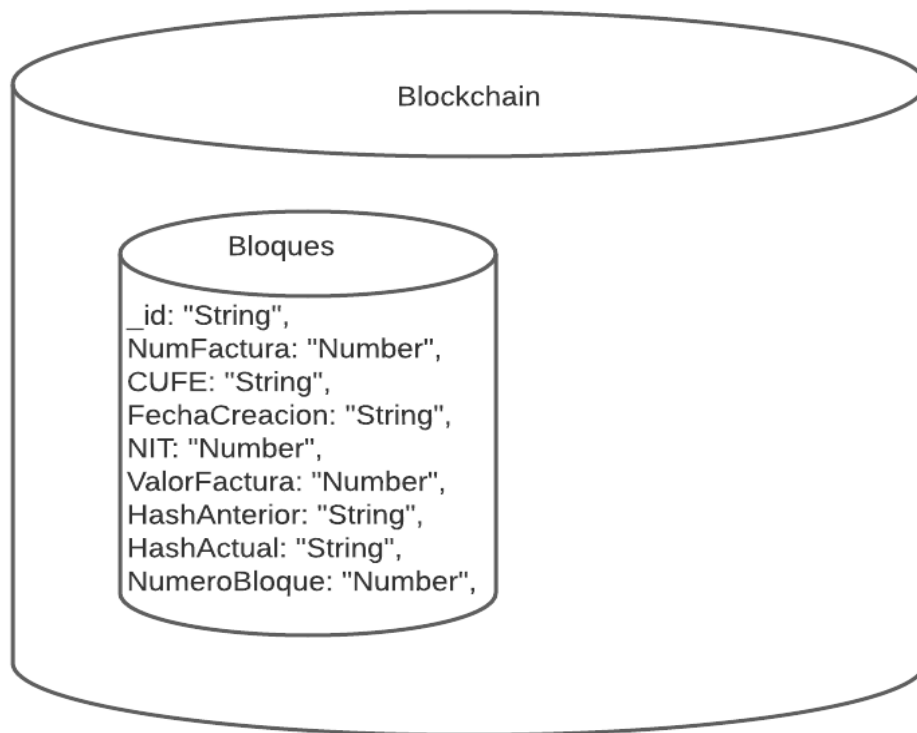 Blockchain
Bloques
_id: "String",
NumFactura: "Number",
CUFE: "String",
FechaCreacion: "String",
NIT: "Number",
ValorFactura: "Number",
HashAnterior: "String",
HashActual: "String",
NumeroBloque: "Number",